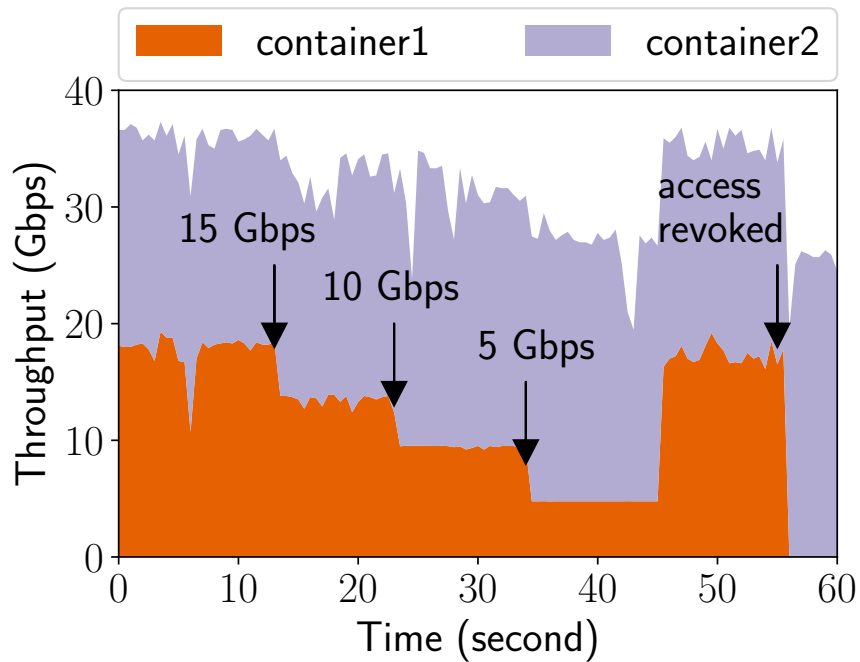 container1 container2
40
30
20
10
0
Throughput (Gbps)
15 Gbps
10 Gbps
5 Gbps
access
revoked
0 10 20 30 40 50 60
Time (second)